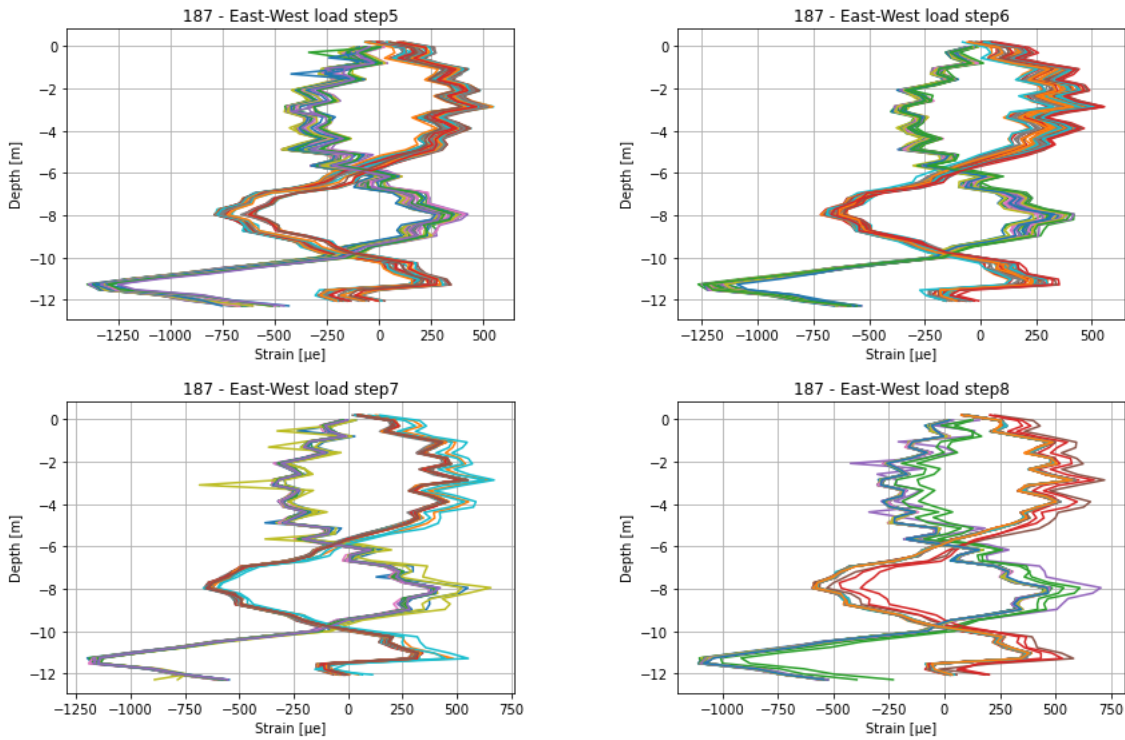 187 - East-West load step5
187 - East-West load step6
0
−2
−4
−6
−8
−10
−12
Depth [m]
−1250 −1000 −750 −500 −250 0 250 500
Strain [µe]
0
−2
−4
−6
−8
−10
−12
Depth [m]
−1250 −1000 −750 −500 −250 0 250 500
Strain [µe]
187 - East-West load step7
187 - East-West load step8
0
−2
−4
−6
−8
−10
−12
Depth [m]
−1250 −1000 −750 −500 −250 0 250 500 750
Strain [µe]
0
−2
−4
−6
−8
−10
−12
Depth [m]
−1000 −750 −500 −250 0 250 500 750
Strain [µe]